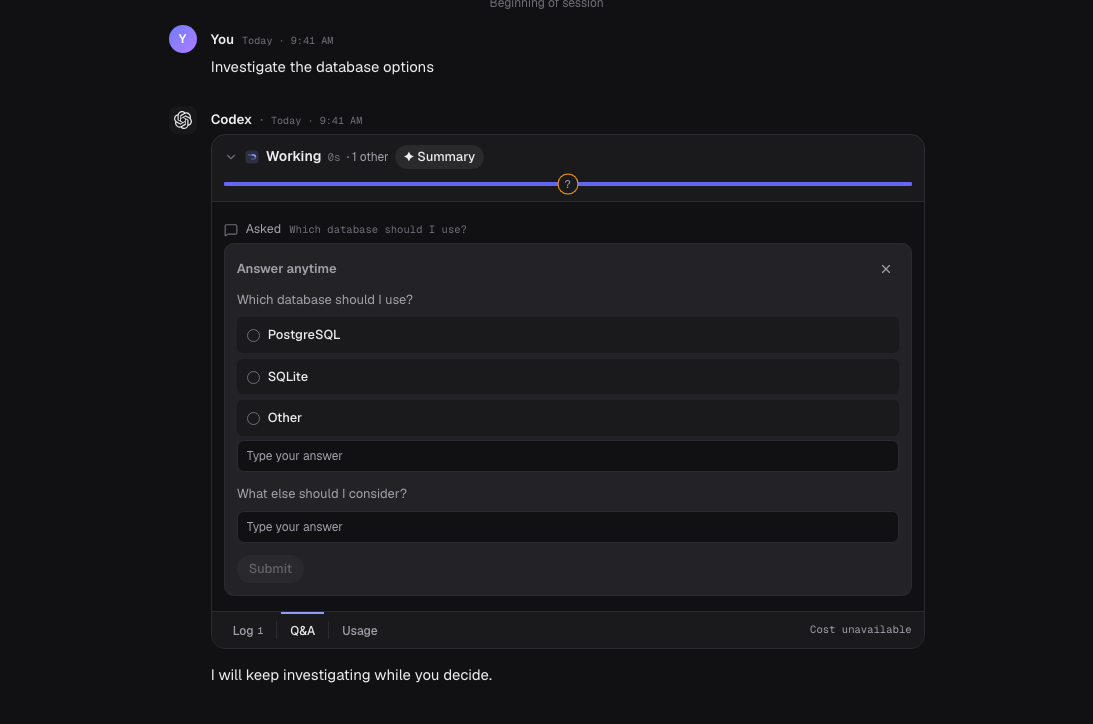 Beginning of session
Y
You Today · 9:41 AM
Investigate the database options
Codex · Today · 9:41 AM
Working 0s · 1 other Summary
?
Asked Which database should I use?
Answer anytime
Which database should I use?
PostgreSQL
SQLite
Other
Type your answer
What else should I consider?
Type your answer
Submit
Log 1 Q&A Usage Cost unavailable
I will keep investigating while you decide.